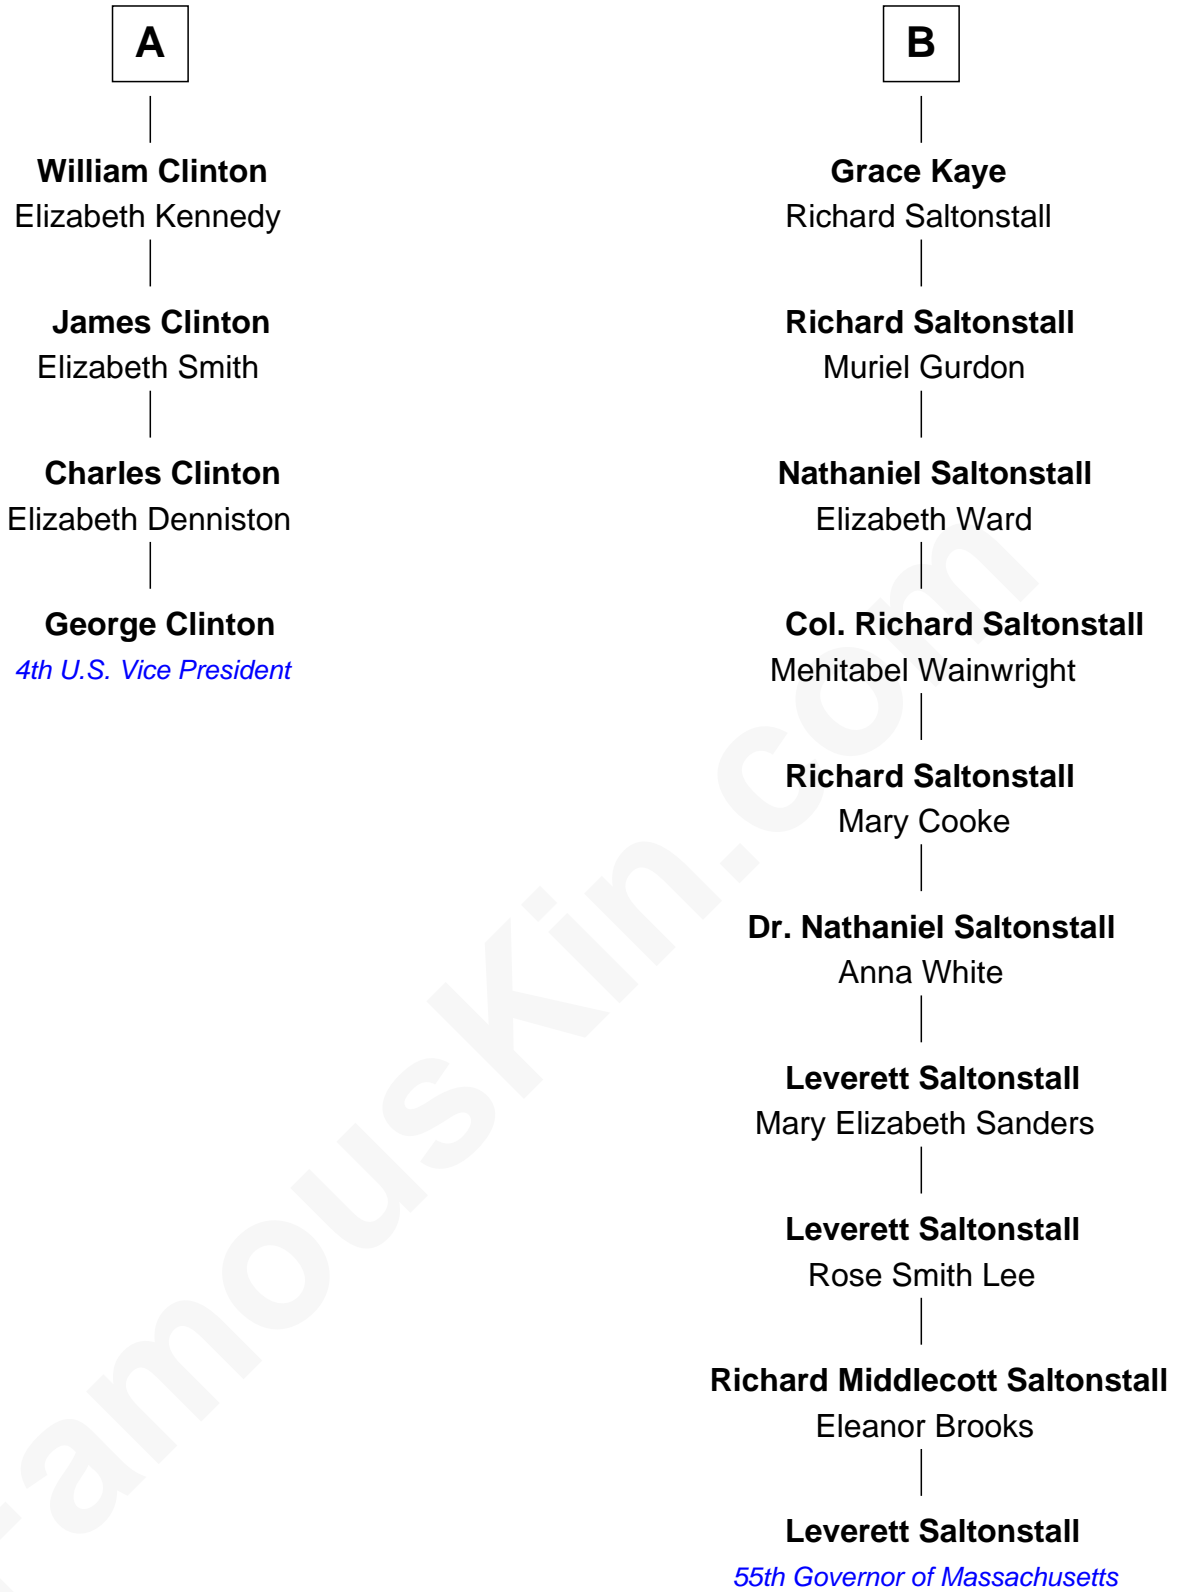 A
William Clinton
Elizabeth Kennedy
James Clinton
Elizabeth Smith
Charles Clinton
Elizabeth Denniston
George Clinton
4th U.S. Vice President
B
Grace Kaye
Richard Saltonstall
Richard Saltonstall
Muriel Gurdon
Nathaniel Saltonstall
Elizabeth Ward
Col. Richard Saltonstall
Mehitabel Wainwright
Richard Saltonstall
Mary Cooke
Dr. Nathaniel Saltonstall
Anna White
Leverett Saltonstall
Mary Elizabeth Sanders
Leverett Saltonstall
Rose Smith Lee
Richard Middlecott Saltonstall
Eleanor Brooks
Leverett Saltonstall
55th Governor of Massachusetts
FamousKin.com